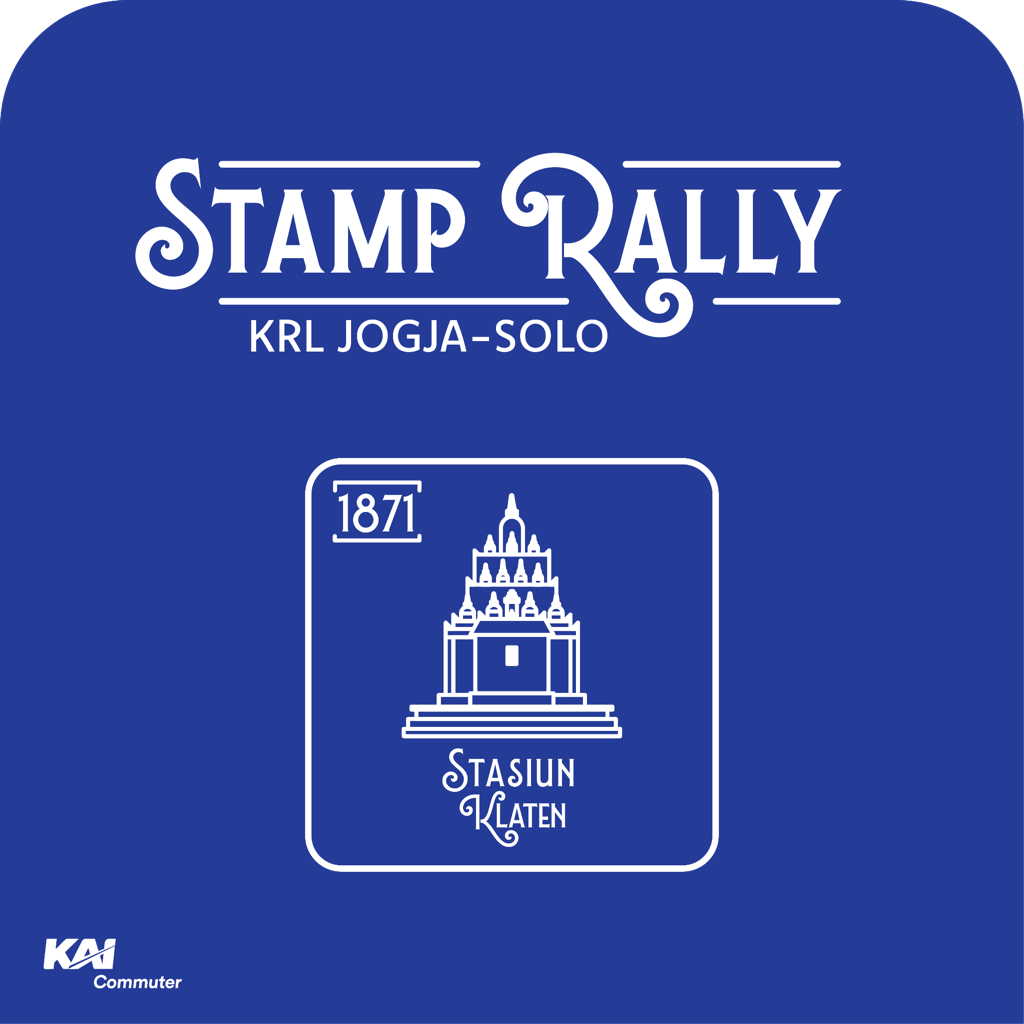 STAMP RALLY
KRL JOGJA-SOLO
1871
STASIUN
KLATEN
KAI
Commuter